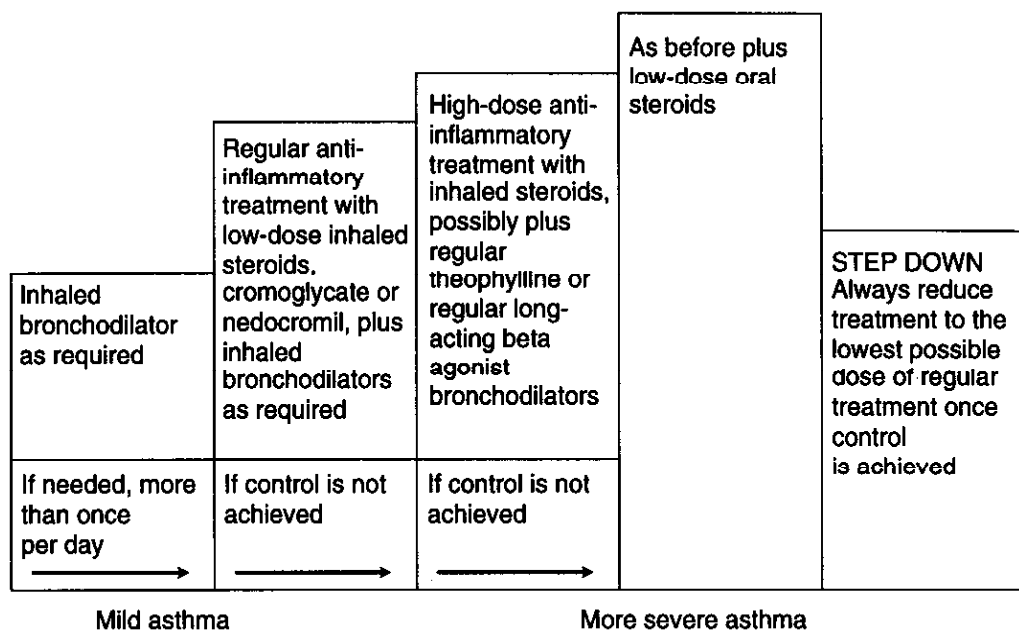 Inhaled
bronchodilator
as required
If needed, more
than once
per day
Regular anti-
inflammatory
treatment with
low-dose inhaled
steroids,
cromoglycate or
nedocromil, plus
inhaled
bronchodilators
as required
If control is not
achieved
High-dose anti-
inflammatory
treatment with
inhaled steroids,
possibly plus
regular
theophylline or
regular long-
acting beta
agonist
bronchodilators
If control is not
achieved
As before plus
low-dose oral
steroids
STEP DOWN
Always reduce
treatment to the
lowest possible
dose of regular
treatment once
control
is achieved
Mild asthma
More severe asthma